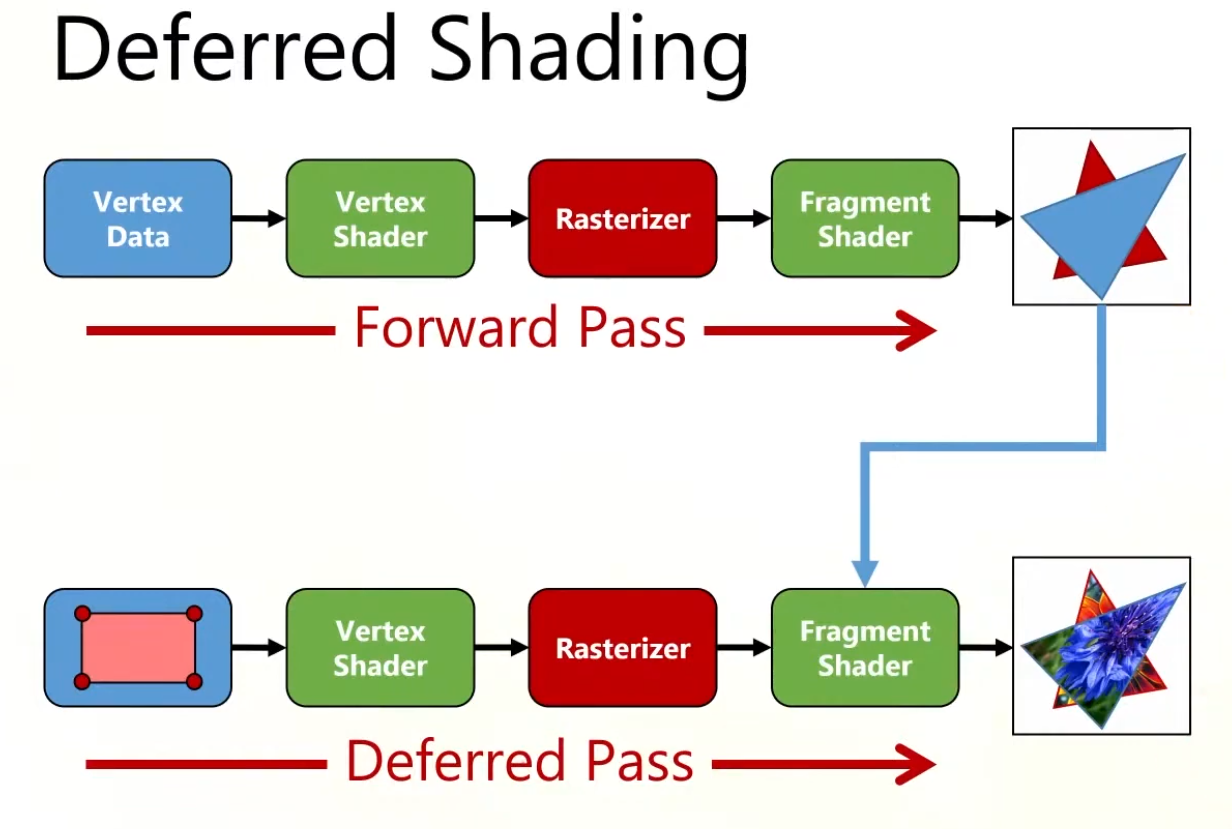 Deferred Shading
Vertex
Data
Vertex
Shader
Rasterizer
Fragment
Shader
Forward Pass
Vertex
Shader
Rasterizer
Fragment
Shader
Deferred Pass